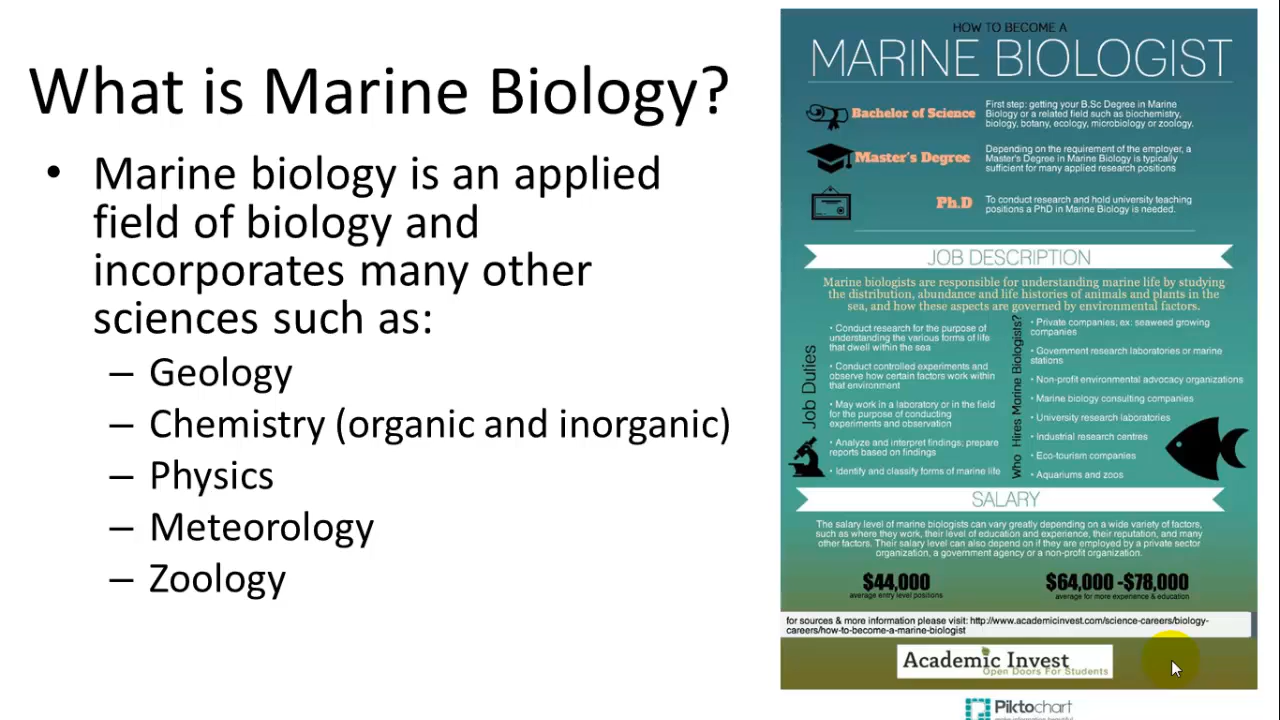 What is Marine Biology?
• Marine biology is an applied
field of biology and
incorporates many other
sciences such as:
– Geology
– Chemistry (organic and inorganic)
– Physics
– Meteorology
– Zoology
HOW TO BECOME A
MARINE BIOLOGIST
Bachelor of Science
First step: getting your B.Sc Degree in Marine
Biology or a related field such as biochemistry,
biology, botany, ecology, microbiology or zoology.
Master's Degree
Depending on the requirement of the employer, a
Master's Degree in Marine Biology is typically
sufficient for many applied research positions
Ph.D
To conduct research and hold university teaching
positions a PhD in Marine Biology is needed.
JOB DESCRIPTION
Marine biologists are responsible for understanding marine life by studying
the distribution, abundance and life histories of animals and plants in the
sea, and how these aspects are governed by environmental factors.
Job Duties
• Conduct research for the purpose of
understanding the various forms of life
that dwell within the sea
• Conduct controlled experiments and
observe how certain factors work within
that environment
• May work in a laboratory or in the field
for the purpose of conducting
experiments and observation
• Analyze and interpret findings; prepare
reports based on findings
• Identify and classify forms of marine life
Who Hires Marine Biologists?
• Private companies; ex: seaweed growing
companies
• Government research laboratories or marine
stations
• Non-profit environmental advocacy organizations
• Marine biology consulting companies
• University research laboratories
• Industrial research centres
• Eco-tourism companies
• Aquariums and zoos
SALARY
The salary level of marine biologists can vary greatly depending on a wide variety of factors,
such as where they work, their level of education and experience, their reputation, and many
other factors. Their salary level can also depend on if they are employed by a private sector
organization, a government agency or a non-profit organization.
$44,000
average entry level positions
$64,000 -$78,000
average for more experience & education
for sources & more information please visit: http://www.academicinvest.com/science-careers/biology-
careers/how-to-become-a-marine-biologist
Academic Invest
Open Doors For Students
Piktochart